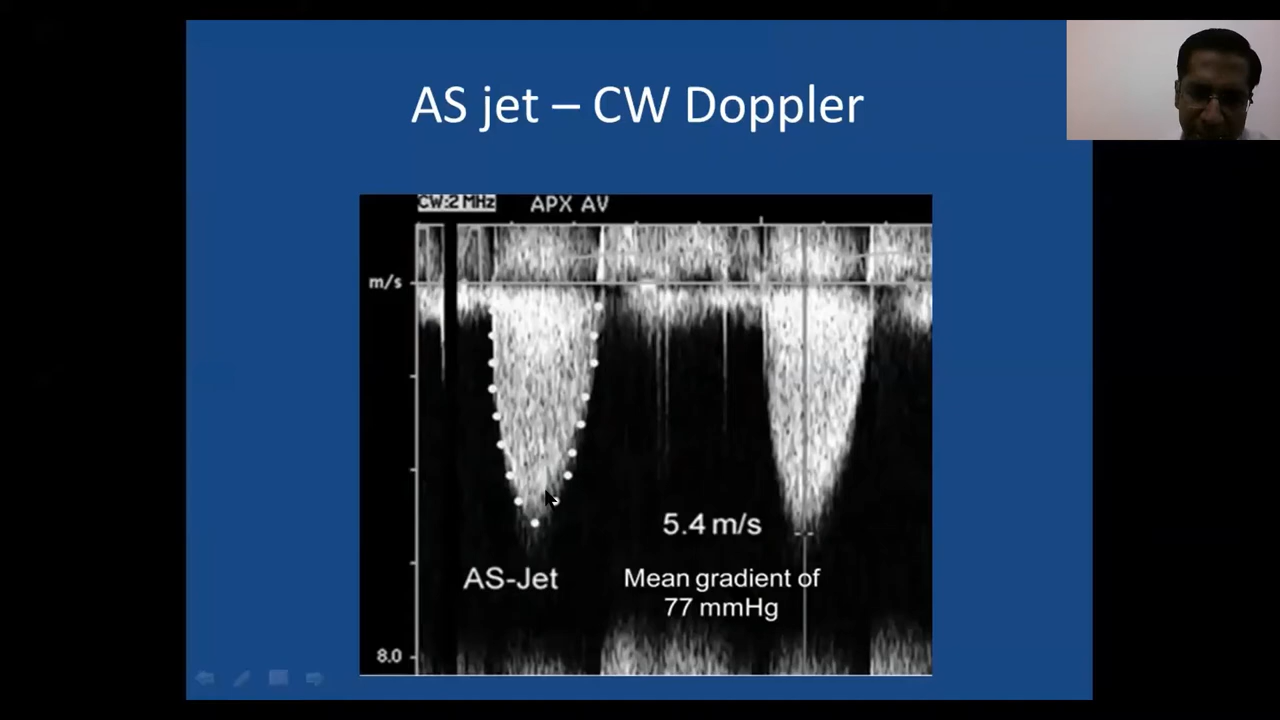 AS jet – CW Doppler
CW:2 MHz APX AV
m/s
5.4 m/s
AS-Jet
Mean gradient of
77 mmHg
8.0